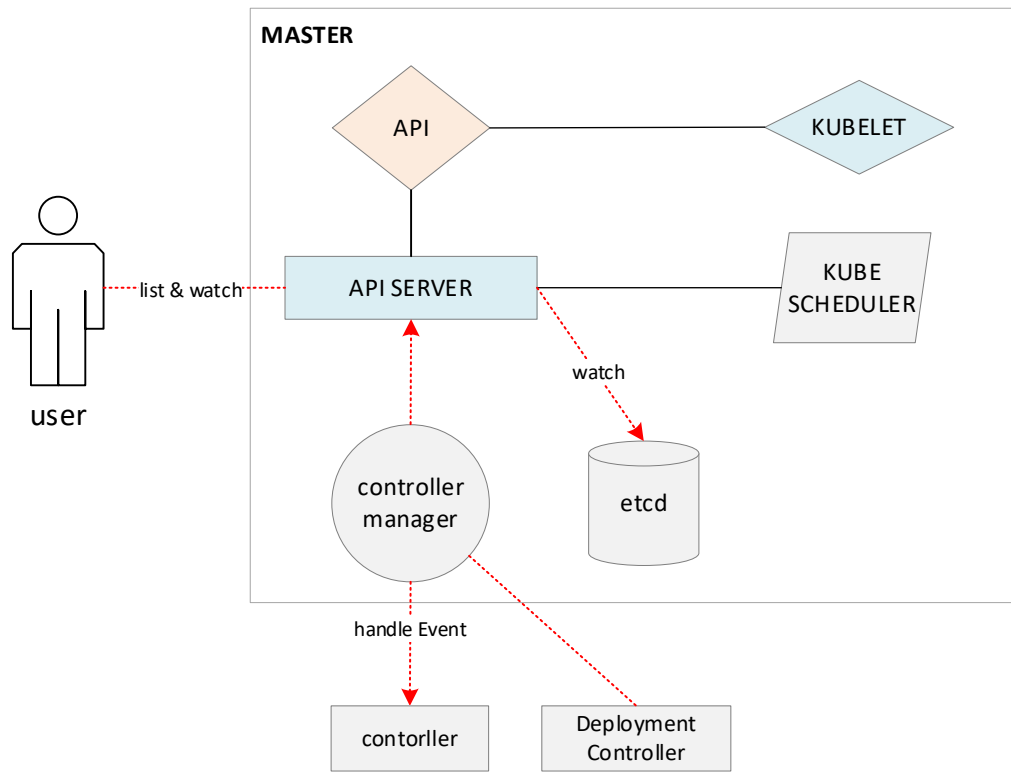 MASTER
API
KUBELET
list & watch
API SERVER
KUBE
SCHEDULER
watch
user
controller
manager
etcd
handle Event
contorller
Deployment
Controller